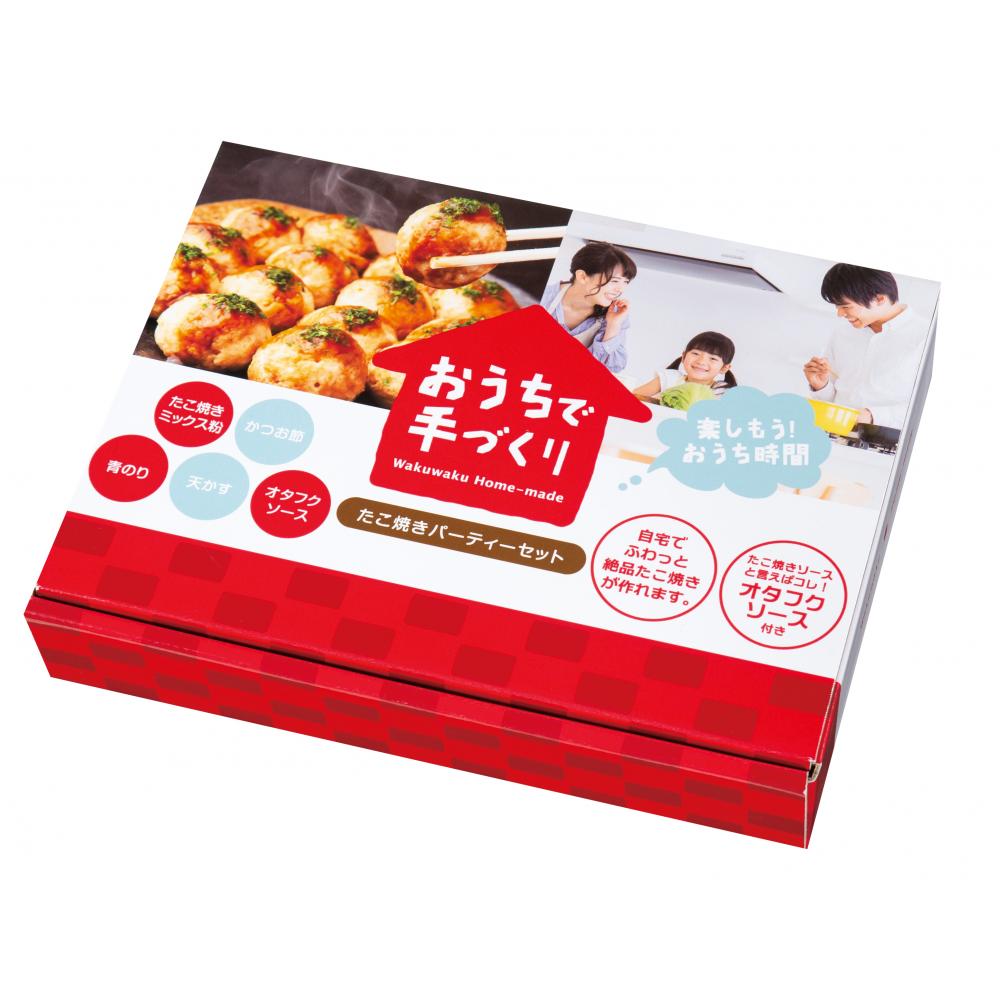 おうちで
手づくり
Wakuwaku Home-made
楽しもう!
おうち時間
たこ焼き
ミックス粉
かつお節
青のり
天かす
オタフク
ソース
たこ焼きパーティーセット
自宅で
ふわっと
絶品たこ焼き
が作れます。
たこ焼きソース
と言えばコレ!
オタフク
ソース
付き